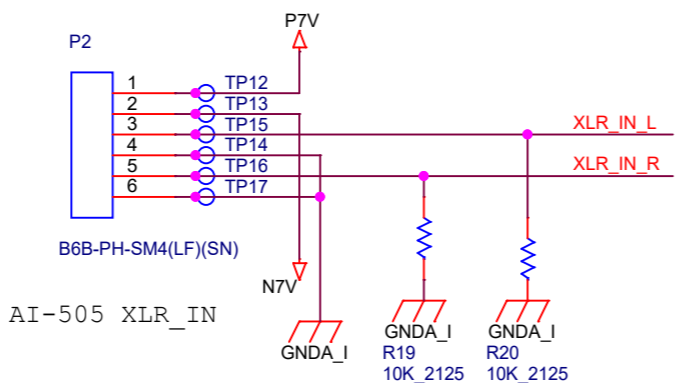 P7V
P2
1 TP12
2 TP13
3 TP15 XLR_IN_L
4 TP14
5 TP16 XLR_IN_R
6 TP17
B6B-PH-SM4(LF)(SN)
N7V
AI-505 XLR_IN
GNDA_I GNDA_I GNDA_I
R19 R20
10K_2125 10K_2125